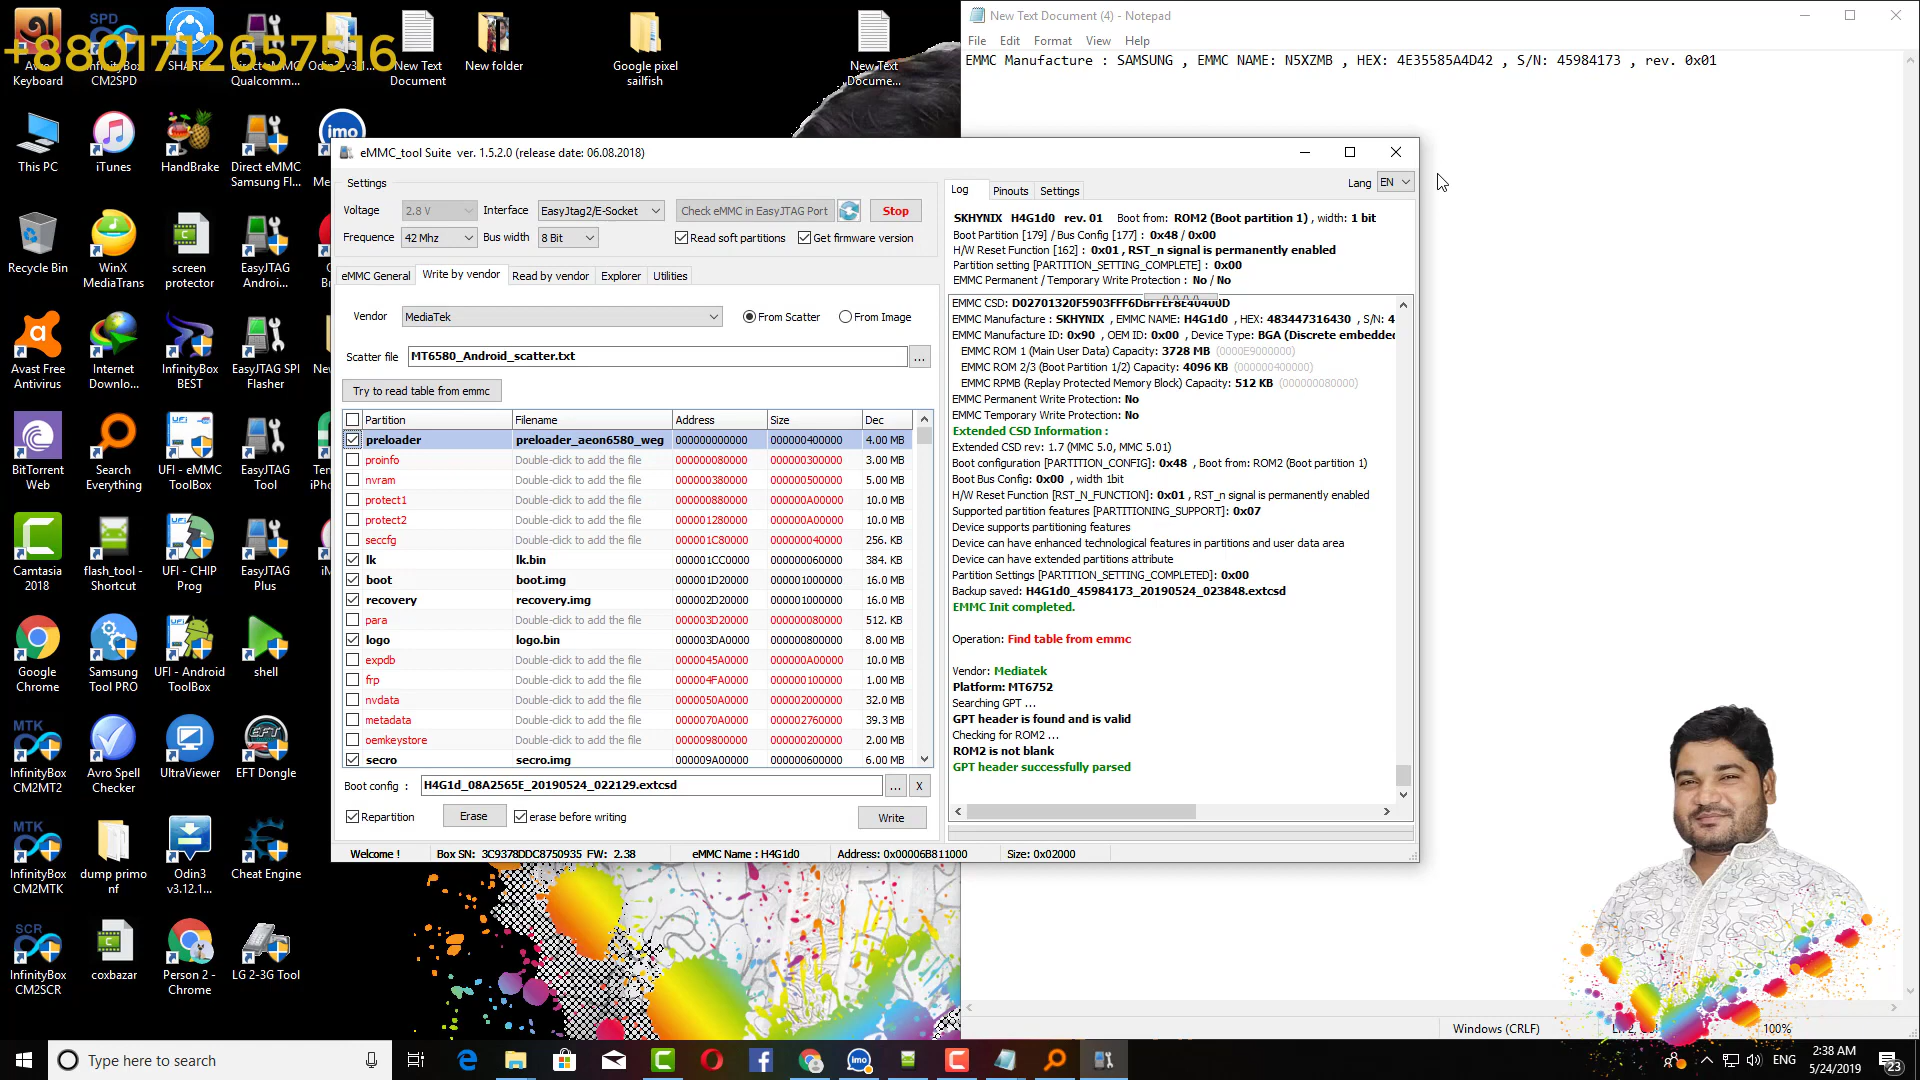 +8801712657516
Avro
Keyboard
InfinityBox
CM2SPD
SHARE
Direct eMMC
Qualcomm...
Odin3_v3.1...
New Text
Document
New folder
Google pixel
sailfish
New Text
Docume...
This PC
iTunes
HandBrake
Direct eMMC
Samsung Fl...
imo
Recycle Bin
WinX
MediaTrans
screen
protector
EasyJTAG
Androi...
Avast Free
Antivirus
Internet
Downlo...
InfinityBox
BEST
EasyJTAG SPI
Flasher
BitTorrent
Web
Search
Everything
UFI - eMMC
ToolBox
EasyJTAG
Tool
Camtasia
2018
flash_tool -
Shortcut
UFI - CHIP
Prog
EasyJTAG
Plus
Google
Chrome
Samsung
Tool PRO
UFI - Android
ToolBox
shell
MTK
InfinityBox
CM2MT2
Avro Spell
Checker
UltraViewer
EFT Dongle
MTK
InfinityBox
CM2MTK
dump primo
nf
Odin3
v3.12.1...
Cheat Engine
SCR
InfinityBox
CM2SCR
coxbazar
Person 2 -
Chrome
LG 2-3G Tool
New Text Document (4) - Notepad
File Edit Format View Help
EMMC Manufacture : SAMSUNG , EMMC NAME: N5XZMB , HEX: 4E35585A4D42 , S/N: 45984173 , rev. 0x01
Windows (CRLF)
100%
eMMC_tool Suite ver. 1.5.2.0 (release date: 06.08.2018)
Settings
Voltage 2.8 V Interface EasyJtag2/E-Socket Check eMMC in EasyJTAG Port Stop
Frequence 42 Mhz Bus width 8 Bit Read soft partitions Get firmware version
eMMC General Write by vendor Read by vendor Explorer Utilities
Vendor MediaTek From Scatter From Image
Scatter file MT6580_Android_scatter.txt ...
Try to read table from emmc
Partition Filename Address Size Dec
preloader preloader_aeon6580_weg 000000000000 000000400000 4.00 MB
proinfo Double-click to add the file 000000080000 000000300000 3.00 MB
nvram Double-click to add the file 000000380000 000000500000 5.00 MB
protect1 Double-click to add the file 000000880000 000000A00000 10.0 MB
protect2 Double-click to add the file 000001280000 000000A00000 10.0 MB
seccfg Double-click to add the file 000001C80000 000000040000 256. KB
lk lk.bin 000001CC0000 000000060000 384. KB
boot boot.img 000001D20000 000001000000 16.0 MB
recovery recovery.img 000002D20000 000001000000 16.0 MB
para Double-click to add the file 000003D20000 000000080000 512. KB
logo logo.bin 000003DA0000 000000800000 8.00 MB
expdb Double-click to add the file 0000045A0000 000000A00000 10.0 MB
frp Double-click to add the file 000004FA0000 000000100000 1.00 MB
nvdata Double-click to add the file 0000050A0000 000002000000 32.0 MB
metadata Double-click to add the file 0000070A0000 000002760000 39.3 MB
oemkeystore Double-click to add the file 000009800000 000000200000 2.00 MB
secro secro.img 000009A00000 000000600000 6.00 MB
Boot config : H4G1d_08A2565E_20190524_022129.extcsd ... X
Repartition Erase erase before writing Write
Welcome ! Box SN: 3C9378DDC8750935 FW: 2.38 eMMC Name : H4G1d0 Address: 0x00006B811000 Size: 0x02000
Log Pinouts Settings Lang EN
SKHYNIX H4G1d0 rev. 01 Boot from: ROM2 (Boot partition 1) , width: 1 bit
Boot Partition [179] / Bus Config [177] : 0x48 / 0x00
H/W Reset Function [162] : 0x01 , RST_n signal is permanently enabled
Partition setting [PARTITION_SETTING_COMPLETE] : 0x00
EMMC Permanent / Temporary Write Protection : No / No
EMMC CSD: D02701320F5903FFF6DBFFEF8E40400D
EMMC Manufacture : SKHYNIX , EMMC NAME: H4G1d0 , HEX: 483447316430 , S/N: 4
EMMC Manufacture ID: 0x90 , OEM ID: 0x00 , Device Type: BGA (Discrete embedded
EMMC ROM 1 (Main User Data) Capacity: 3728 MB (0000E9000000)
EMMC ROM 2/3 (Boot Partition 1/2) Capacity: 4096 KB (000000400000)
EMMC RPMB (Replay Protected Memory Block) Capacity: 512 KB (000000080000)
EMMC Permanent Write Protection: No
EMMC Temporary Write Protection: No
Extended CSD Information :
Extended CSD rev: 1.7 (MMC 5.0, MMC 5.01)
Boot configuration [PARTITION_CONFIG]: 0x48 , Boot from: ROM2 (Boot partition 1)
Boot Bus Config: 0x00 , width 1bit
H/W Reset Function [RST_N_FUNCTION]: 0x01 , RST_n signal is permanently enabled
Supported partition features [PARTITIONING_SUPPORT]: 0x07
Device supports partitioning features
Device can have enhanced technological features in partitions and user data area
Device can have extended partitions attribute
Partition Settings [PARTITION_SETTING_COMPLETED]: 0x00
Backup saved: H4G1d0_45984173_20190524_023848.extcsd
EMMC Init completed.
Operation: Find table from emmc
Vendor: Mediatek
Platform: MT6752
Searching GPT ...
GPT header is found and is valid
Checking for ROM2 ...
ROM2 is not blank
GPT header successfully parsed
Type here to search
imo
ENG
2:38 AM
5/24/2019
23